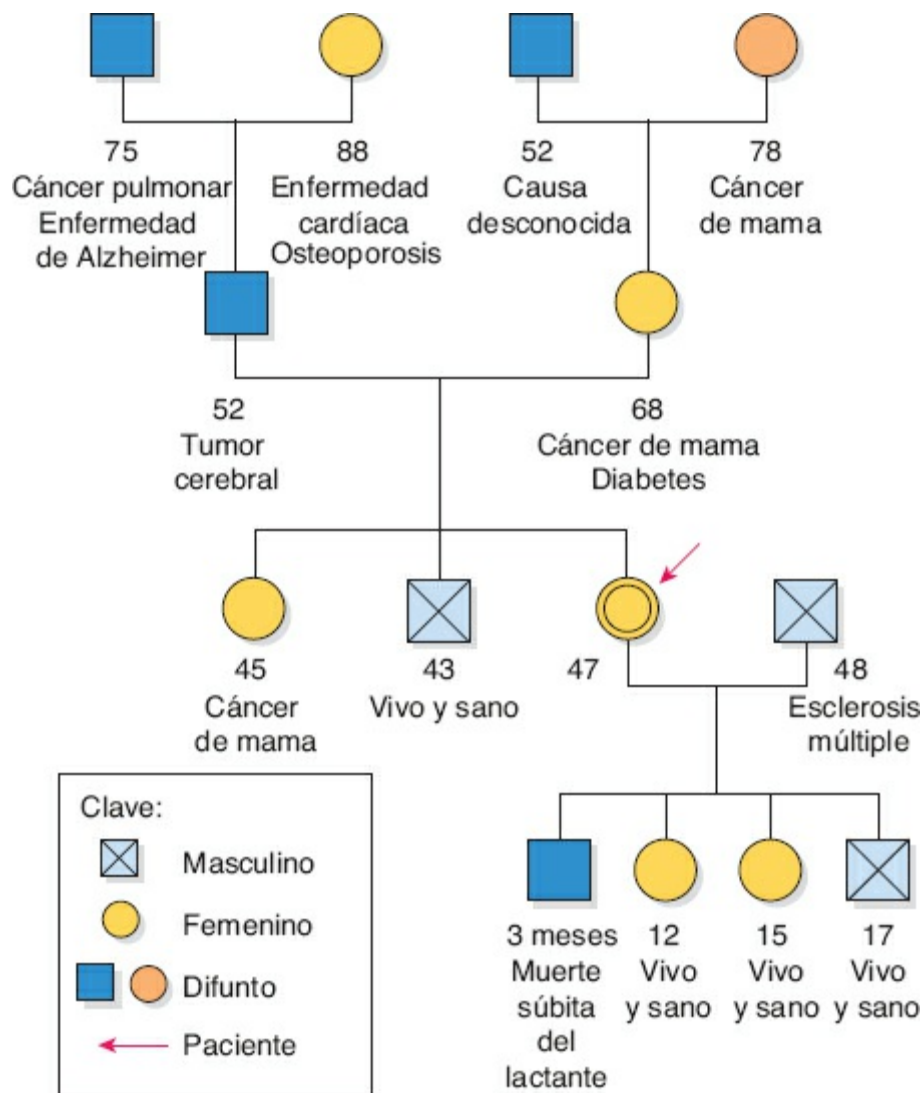 75
Cáncer pulmonar
Enfermedad
de Alzheimer
88
Enfermedad
cardíaca
Osteoporosis
52
Causa
desconocida
78
Cáncer
de mama
52
Tumor
cerebral
68
Cáncer de mama
Diabetes
45
Cáncer
de mama
43
Vivo y sano
47
48
Esclerosis
múltiple
3 meses
Muerte
súbita
del
lactante
12
Vivo
y sano
15
Vivo
y sano
17
Vivo
y sano
Clave:
Masculino
Femenino
Difunto
Paciente